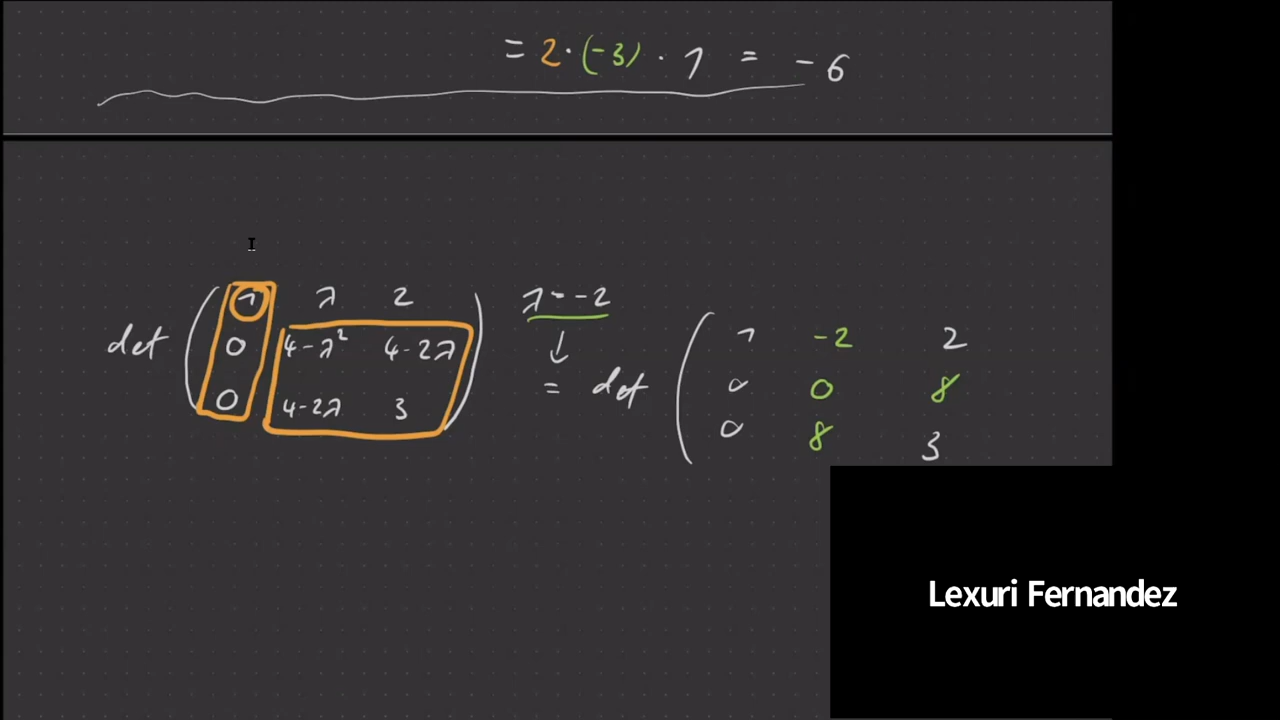 = 2 · (-3) · 1 = - 6
det ( 1 λ 2 ) λ = -2
0 4-λ² 4-2λ
0 4-2λ 3
↓
= det ( 1 -2 2
0 0 8
0 8 3
Lexuri Fernandez